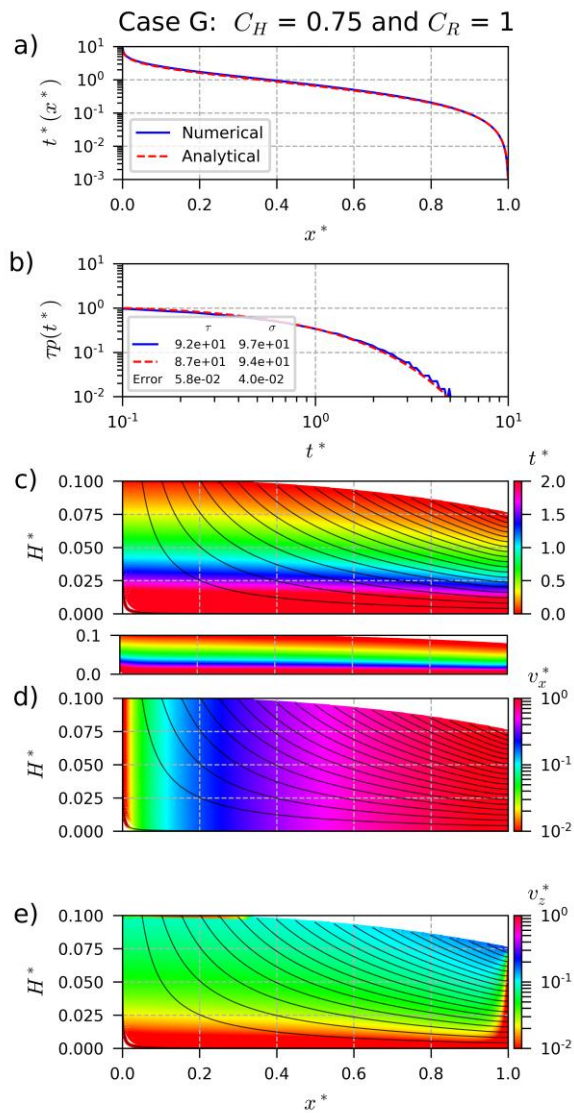 Case G: C_H = 0.75 and C_R = 1
a)
10^1
10^0
10^-1
10^-2
10^-3
t*(x*)
Numerical
Analytical
0.0 0.2 0.4 0.6 0.8 1.0
x*
b)
10^1
10^0
10^-1
10^-2
τp(t*)
τ σ
9.2e+01 9.7e+01
8.7e+01 9.4e+01
Error 5.8e-02 4.0e-02
10^-1 10^0 10^1
t*
c)
t*
0.100
0.075
0.050
0.025
0.000
H*
2.0
1.5
1.0
0.5
0.0
0.1
0.0
d)
v_x*
0.100
0.075
0.050
0.025
0.000
H*
10^0
10^-1
10^-2
e)
v_z*
0.100
0.075
0.050
0.025
0.000
H*
10^0
10^-1
10^-2
0.0 0.2 0.4 0.6 0.8 1.0
x*